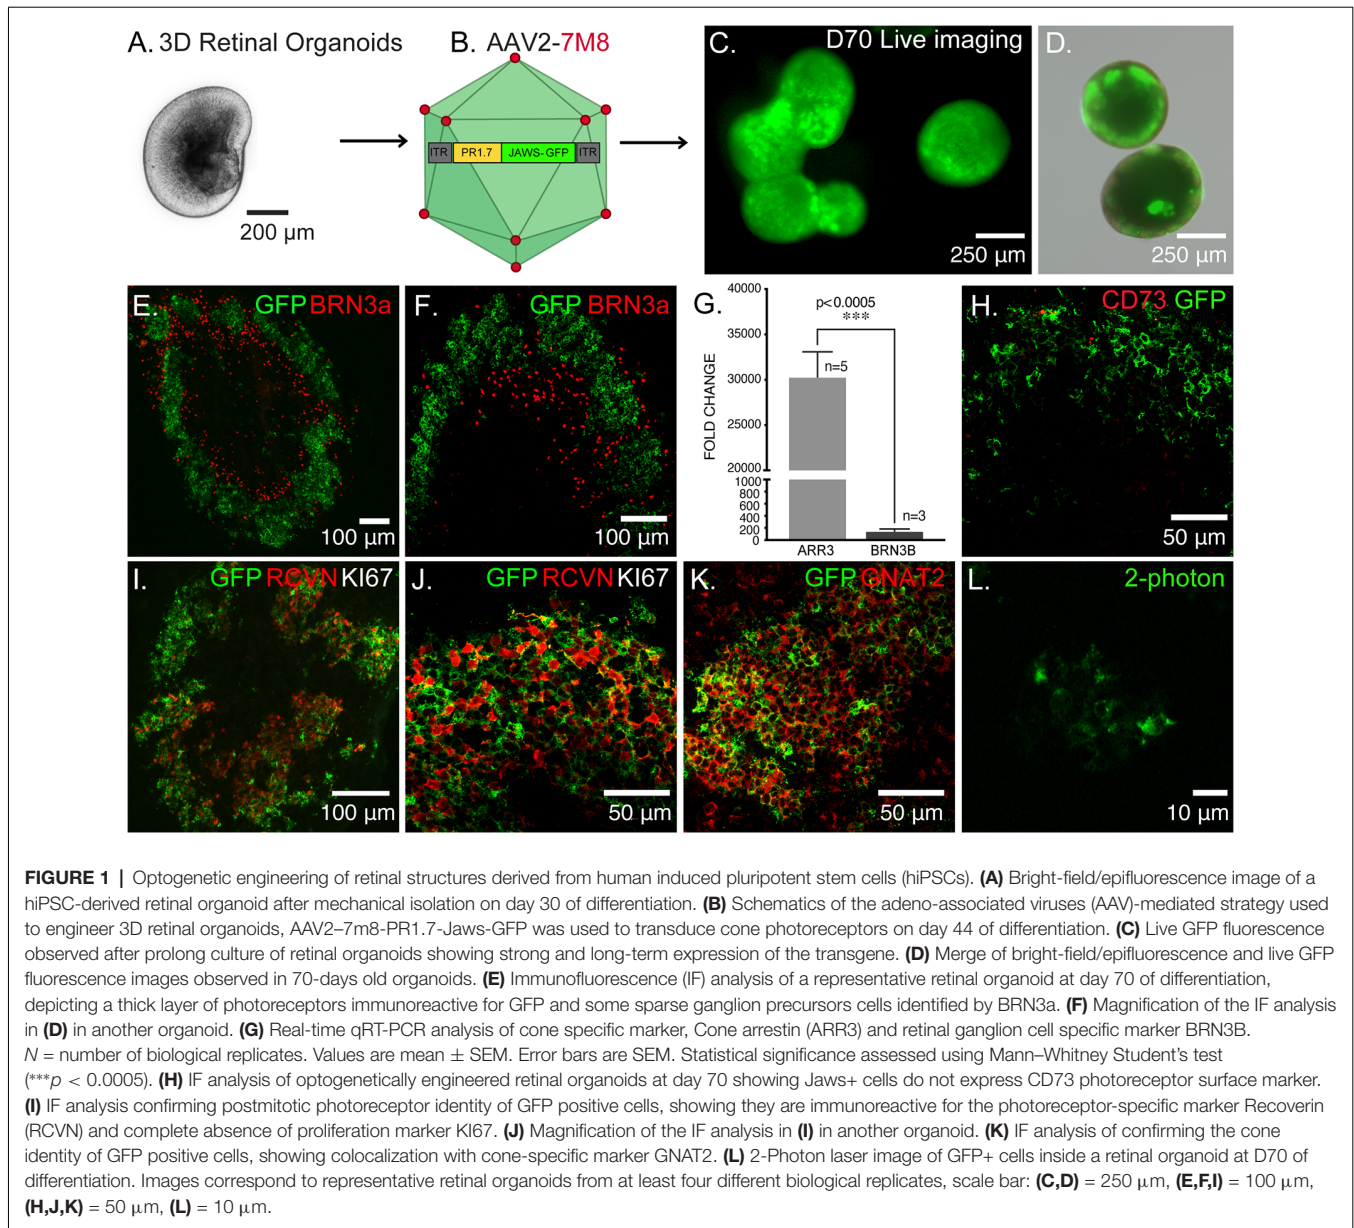 A. 3D Retinal Organoids
200 µm
B. AAV2-7M8
ITR PR1.7 JAWS-GFP ITR
C. D70 Live imaging
250 µm
D.
250 µm
E. GFP BRN3a
100 µm
F. GFP BRN3a
100 µm
G.
FOLD CHANGE
40000
35000
30000
25000
20000
1000
800
600
400
200
0
p<0.0005
***
n=5
n=3
ARR3 BRN3B
H. CD73 GFP
50 µm
I. GFP RCVN KI67
100 µm
J. GFP RCVN KI67
50 µm
K. GFP GNAT2
50 µm
L. 2-photon
10 µm
FIGURE 1 | Optogenetic engineering of retinal structures derived from human induced pluripotent stem cells (hiPSCs). (A) Bright-field/epifluorescence image of a
hiPSC-derived retinal organoid after mechanical isolation on day 30 of differentiation. (B) Schematics of the adeno-associated viruses (AAV)-mediated strategy used
to engineer 3D retinal organoids, AAV2–7m8-PR1.7-Jaws-GFP was used to transduce cone photoreceptors on day 44 of differentiation. (C) Live GFP fluorescence
observed after prolong culture of retinal organoids showing strong and long-term expression of the transgene. (D) Merge of bright-field/epifluorescence and live GFP
fluorescence images observed in 70-days old organoids. (E) Immunofluorescence (IF) analysis of a representative retinal organoid at day 70 of differentiation,
depicting a thick layer of photoreceptors immunoreactive for GFP and some sparse ganglion precursors cells identified by BRN3a. (F) Magnification of the IF analysis
in (D) in another organoid. (G) Real-time qRT-PCR analysis of cone specific marker, Cone arrestin (ARR3) and retinal ganglion cell specific marker BRN3B.
N = number of biological replicates. Values are mean ± SEM. Error bars are SEM. Statistical significance assessed using Mann–Whitney Student's test
(***p < 0.0005). (H) IF analysis of optogenetically engineered retinal organoids at day 70 showing Jaws+ cells do not express CD73 photoreceptor surface marker.
(I) IF analysis confirming postmitotic photoreceptor identity of GFP positive cells, showing they are immunoreactive for the photoreceptor-specific marker Recoverin
(RCVN) and complete absence of proliferation marker KI67. (J) Magnification of the IF analysis in (I) in another organoid. (K) IF analysis of confirming the cone
identity of GFP positive cells, showing colocalization with cone-specific marker GNAT2. (L) 2-Photon laser image of GFP+ cells inside a retinal organoid at D70 of
differentiation. Images correspond to representative retinal organoids from at least four different biological replicates, scale bar: (C,D) = 250 µm, (E,F,I) = 100 µm,
(H,J,K) = 50 µm, (L) = 10 µm.